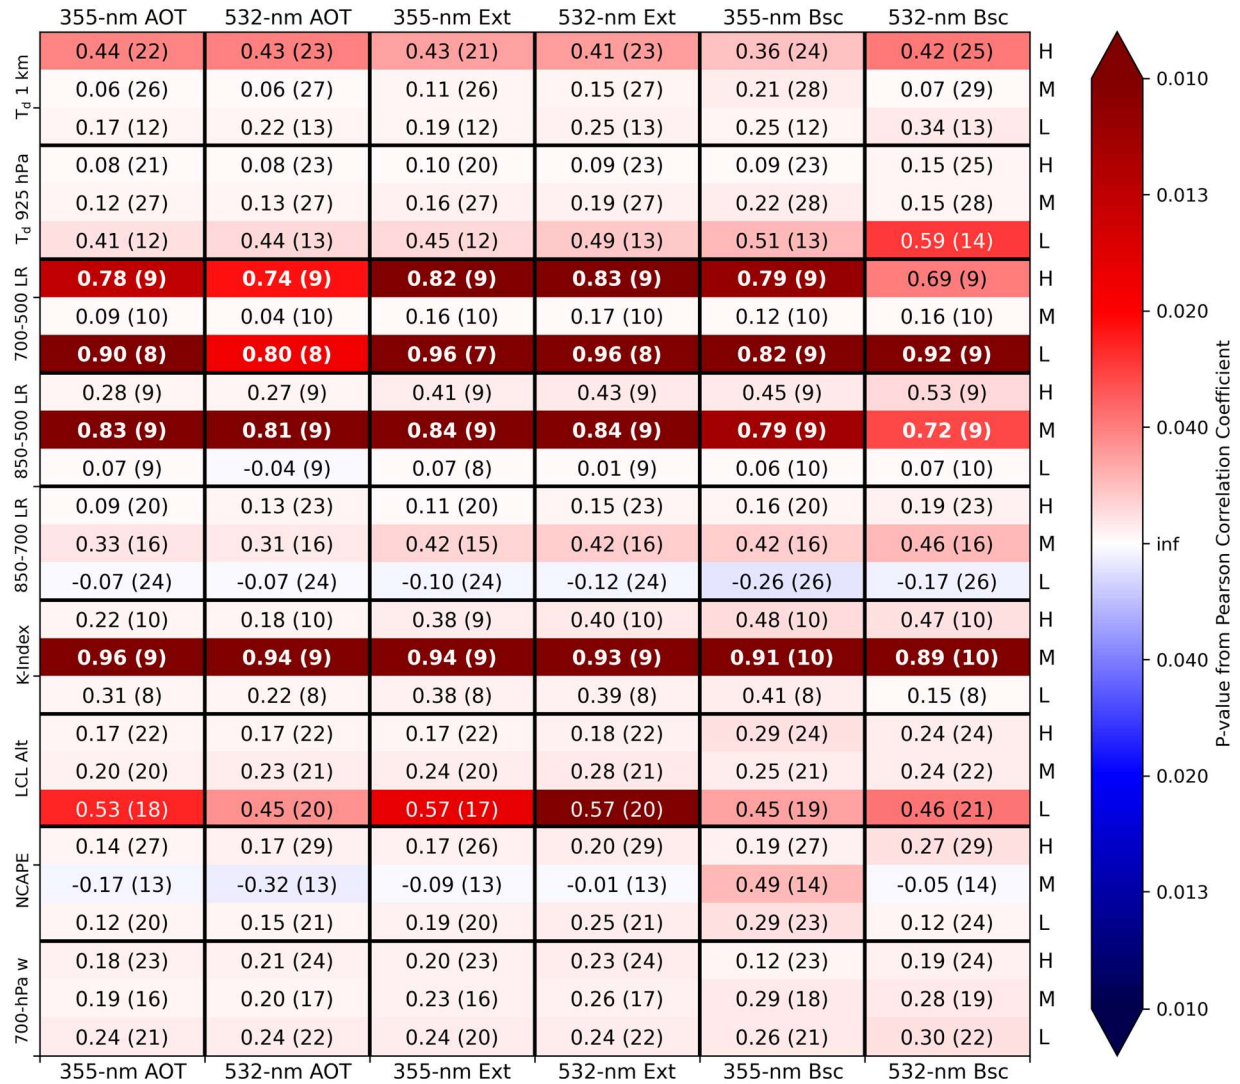 355-nm AOT 532-nm AOT 355-nm Ext 532-nm Ext 355-nm Bsc 532-nm Bsc
T_d 1 km
0.44 (22) 0.43 (23) 0.43 (21) 0.41 (23) 0.36 (24) 0.42 (25) H
0.06 (26) 0.06 (27) 0.11 (26) 0.15 (27) 0.21 (28) 0.07 (29) M
0.17 (12) 0.22 (13) 0.19 (12) 0.25 (13) 0.25 (12) 0.34 (13) L
T_d 925 hPa
0.08 (21) 0.08 (23) 0.10 (20) 0.09 (23) 0.09 (23) 0.15 (25) H
0.12 (27) 0.13 (27) 0.16 (27) 0.19 (27) 0.22 (28) 0.15 (28) M
0.41 (12) 0.44 (13) 0.45 (12) 0.49 (13) 0.51 (13) 0.59 (14) L
700-500 LR
0.78 (9) 0.74 (9) 0.82 (9) 0.83 (9) 0.79 (9) 0.69 (9) H
0.09 (10) 0.04 (10) 0.16 (10) 0.17 (10) 0.12 (10) 0.16 (10) M
0.90 (8) 0.80 (8) 0.96 (7) 0.96 (8) 0.82 (9) 0.92 (9) L
850-500 LR
0.28 (9) 0.27 (9) 0.41 (9) 0.43 (9) 0.45 (9) 0.53 (9) H
0.83 (9) 0.81 (9) 0.84 (9) 0.84 (9) 0.79 (9) 0.72 (9) M
0.07 (9) -0.04 (9) 0.07 (8) 0.01 (9) 0.06 (10) 0.07 (10) L
850-700 LR
0.09 (20) 0.13 (23) 0.11 (20) 0.15 (23) 0.16 (20) 0.19 (23) H
0.33 (16) 0.31 (16) 0.42 (15) 0.42 (16) 0.42 (16) 0.46 (16) M
-0.07 (24) -0.07 (24) -0.10 (24) -0.12 (24) -0.26 (26) -0.17 (26) L
K-Index
0.22 (10) 0.18 (10) 0.38 (9) 0.40 (10) 0.48 (10) 0.47 (10) H
0.96 (9) 0.94 (9) 0.94 (9) 0.93 (9) 0.91 (10) 0.89 (10) M
0.31 (8) 0.22 (8) 0.38 (8) 0.39 (8) 0.41 (8) 0.15 (8) L
LCL Alt
0.17 (22) 0.17 (22) 0.17 (22) 0.18 (22) 0.29 (24) 0.24 (24) H
0.20 (20) 0.23 (21) 0.24 (20) 0.28 (21) 0.25 (21) 0.24 (22) M
0.53 (18) 0.45 (20) 0.57 (17) 0.57 (20) 0.45 (19) 0.46 (21) L
NCAPE
0.14 (27) 0.17 (29) 0.17 (26) 0.20 (29) 0.19 (27) 0.27 (29) H
-0.17 (13) -0.32 (13) -0.09 (13) -0.01 (13) 0.49 (14) -0.05 (14) M
0.12 (20) 0.15 (21) 0.19 (20) 0.25 (21) 0.29 (23) 0.12 (24) L
700-hPa w
0.18 (23) 0.21 (24) 0.20 (23) 0.23 (24) 0.12 (23) 0.19 (24) H
0.19 (16) 0.20 (17) 0.23 (16) 0.26 (17) 0.29 (18) 0.28 (19) M
0.24 (21) 0.24 (22) 0.24 (20) 0.24 (22) 0.26 (21) 0.30 (22) L
355-nm AOT 532-nm AOT 355-nm Ext 532-nm Ext 355-nm Bsc 532-nm Bsc
0.010
0.013
0.020
0.040
inf
0.040
0.020
0.013
0.010
P-value from Pearson Correlation Coefficient